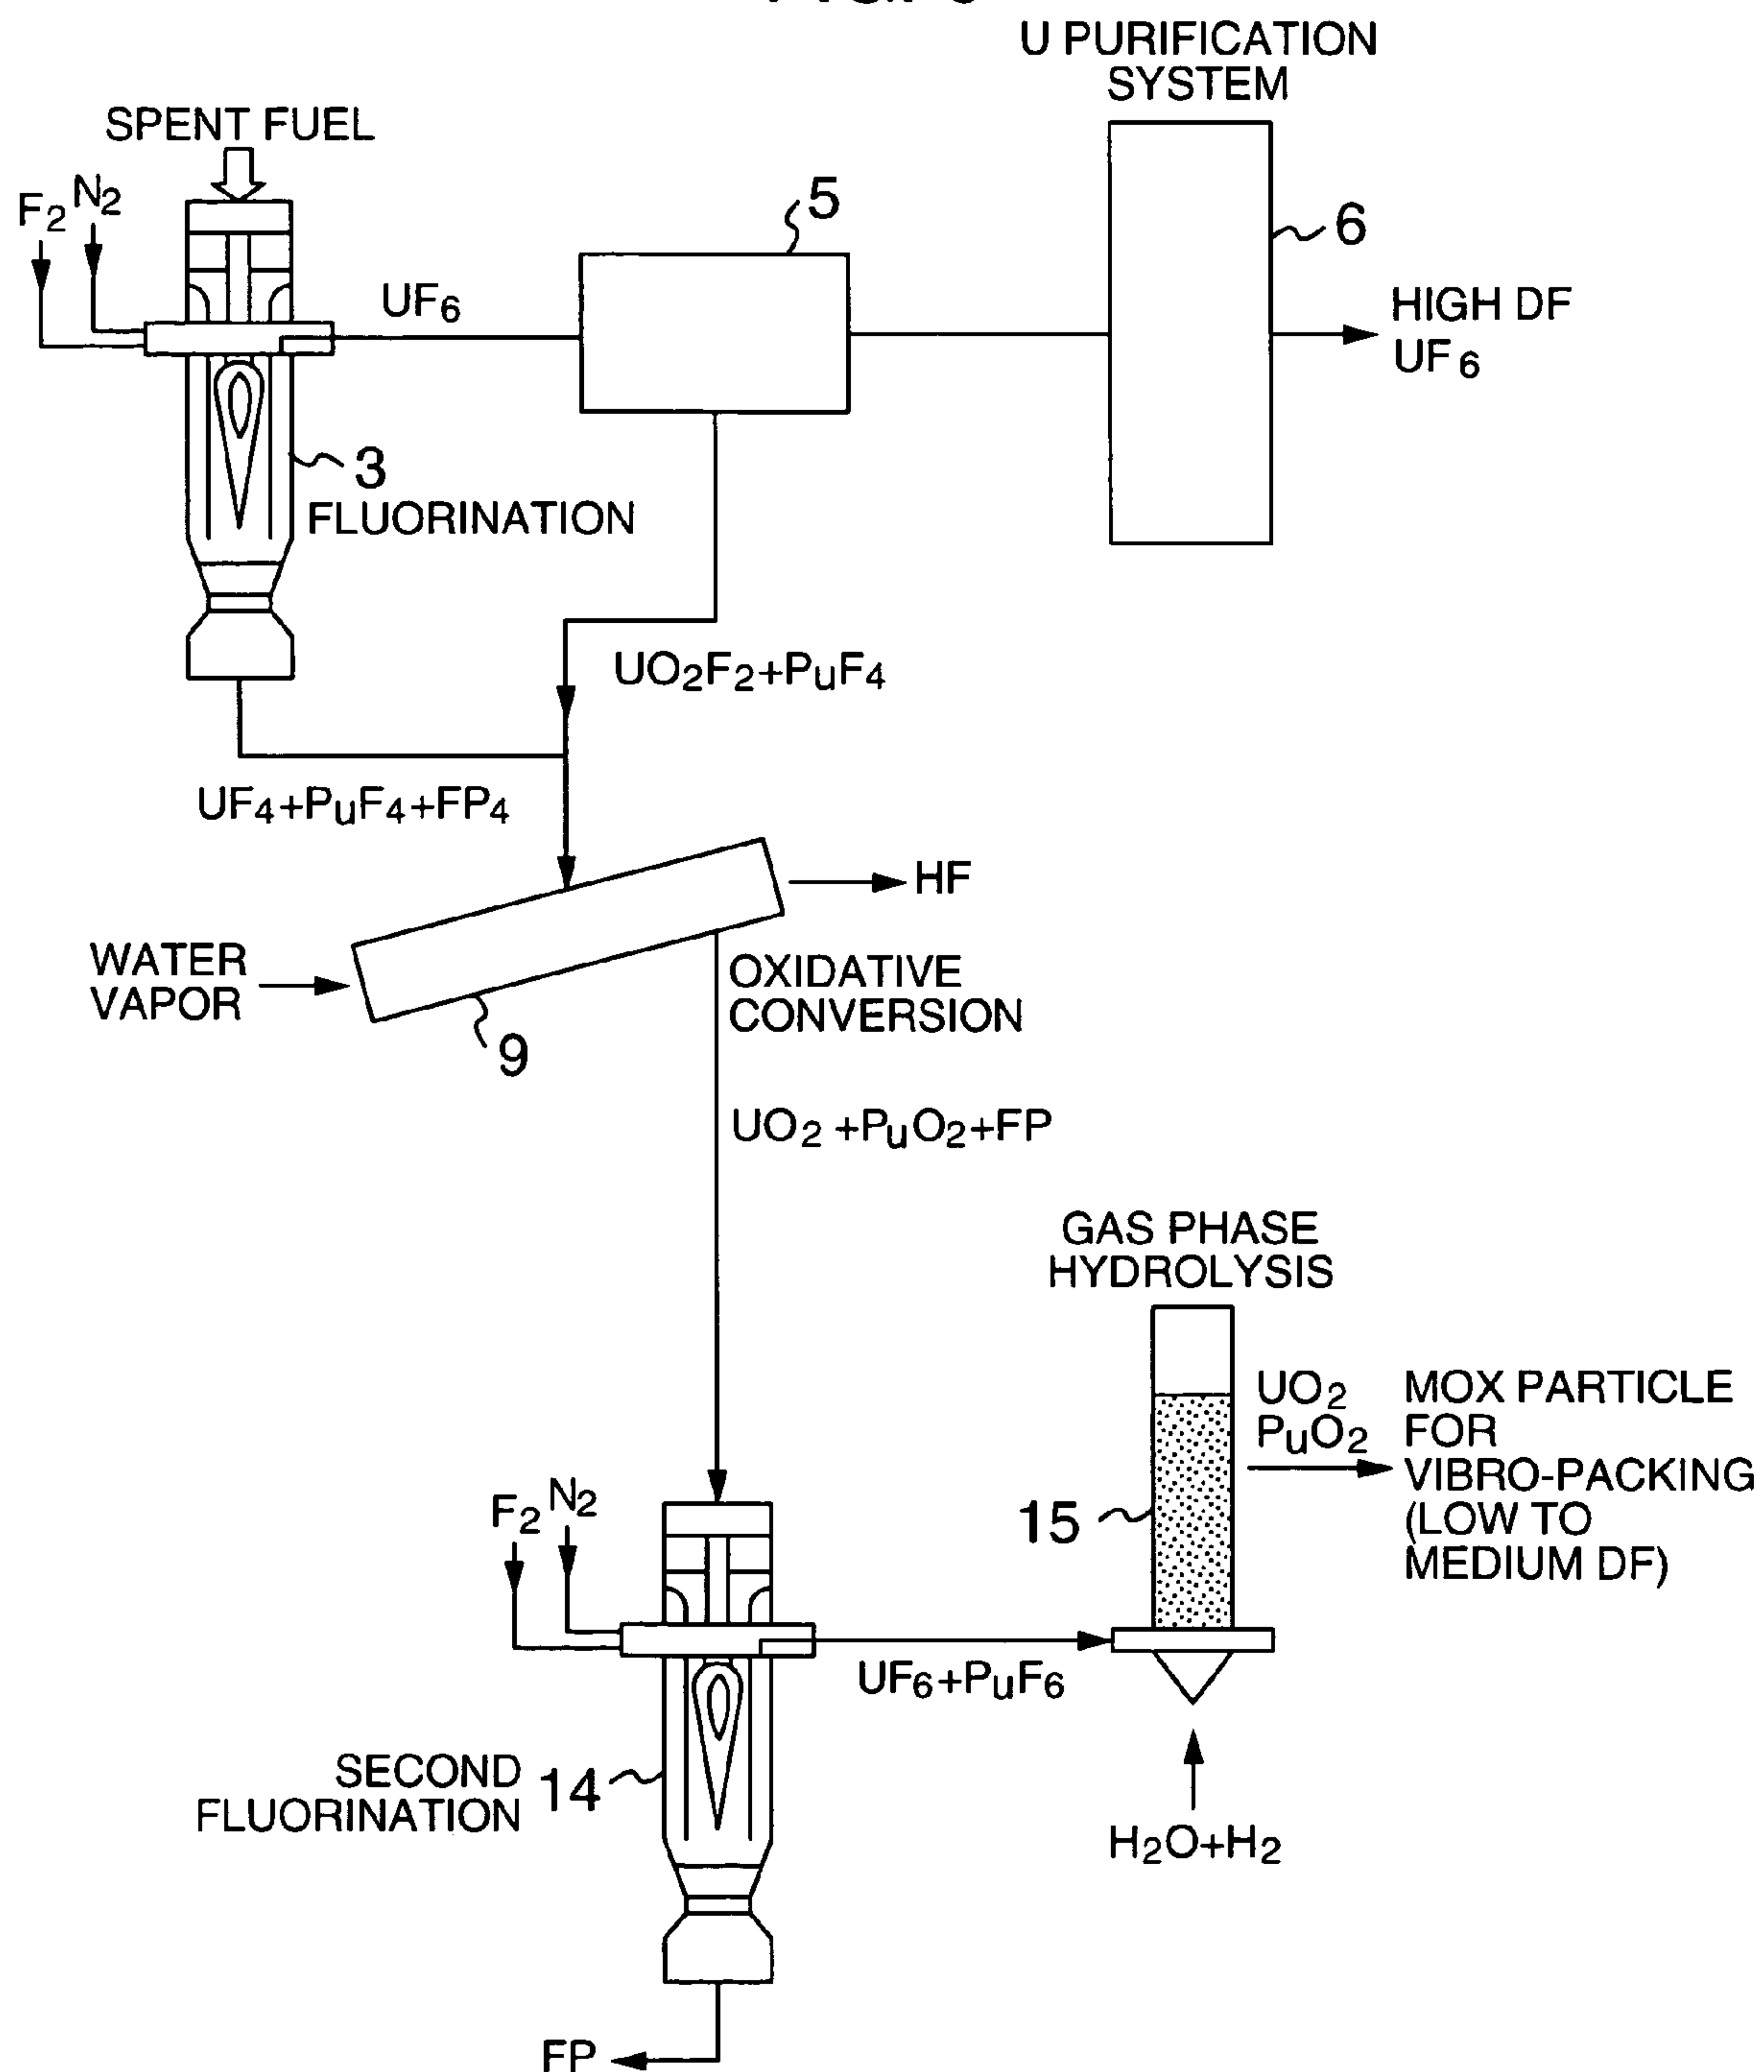 U PURIFICATION
SYSTEM
SPENT FUEL
F2 N2
5
6
UF6
HIGH DF
UF6
3
FLUORINATION
UO2F2+PuF4
UF4+PuF4+FP4
HF
WATER
VAPOR
OXIDATIVE
CONVERSION
9
UO2 +PuO2+FP
GAS PHASE
HYDROLYSIS
UO2
PuO2
MOX PARTICLE
FOR
VIBRO-PACKING
(LOW TO
MEDIUM DF)
F2 N2
15
UF6+PuF6
SECOND
FLUORINATION
14
H2O+H2
FP